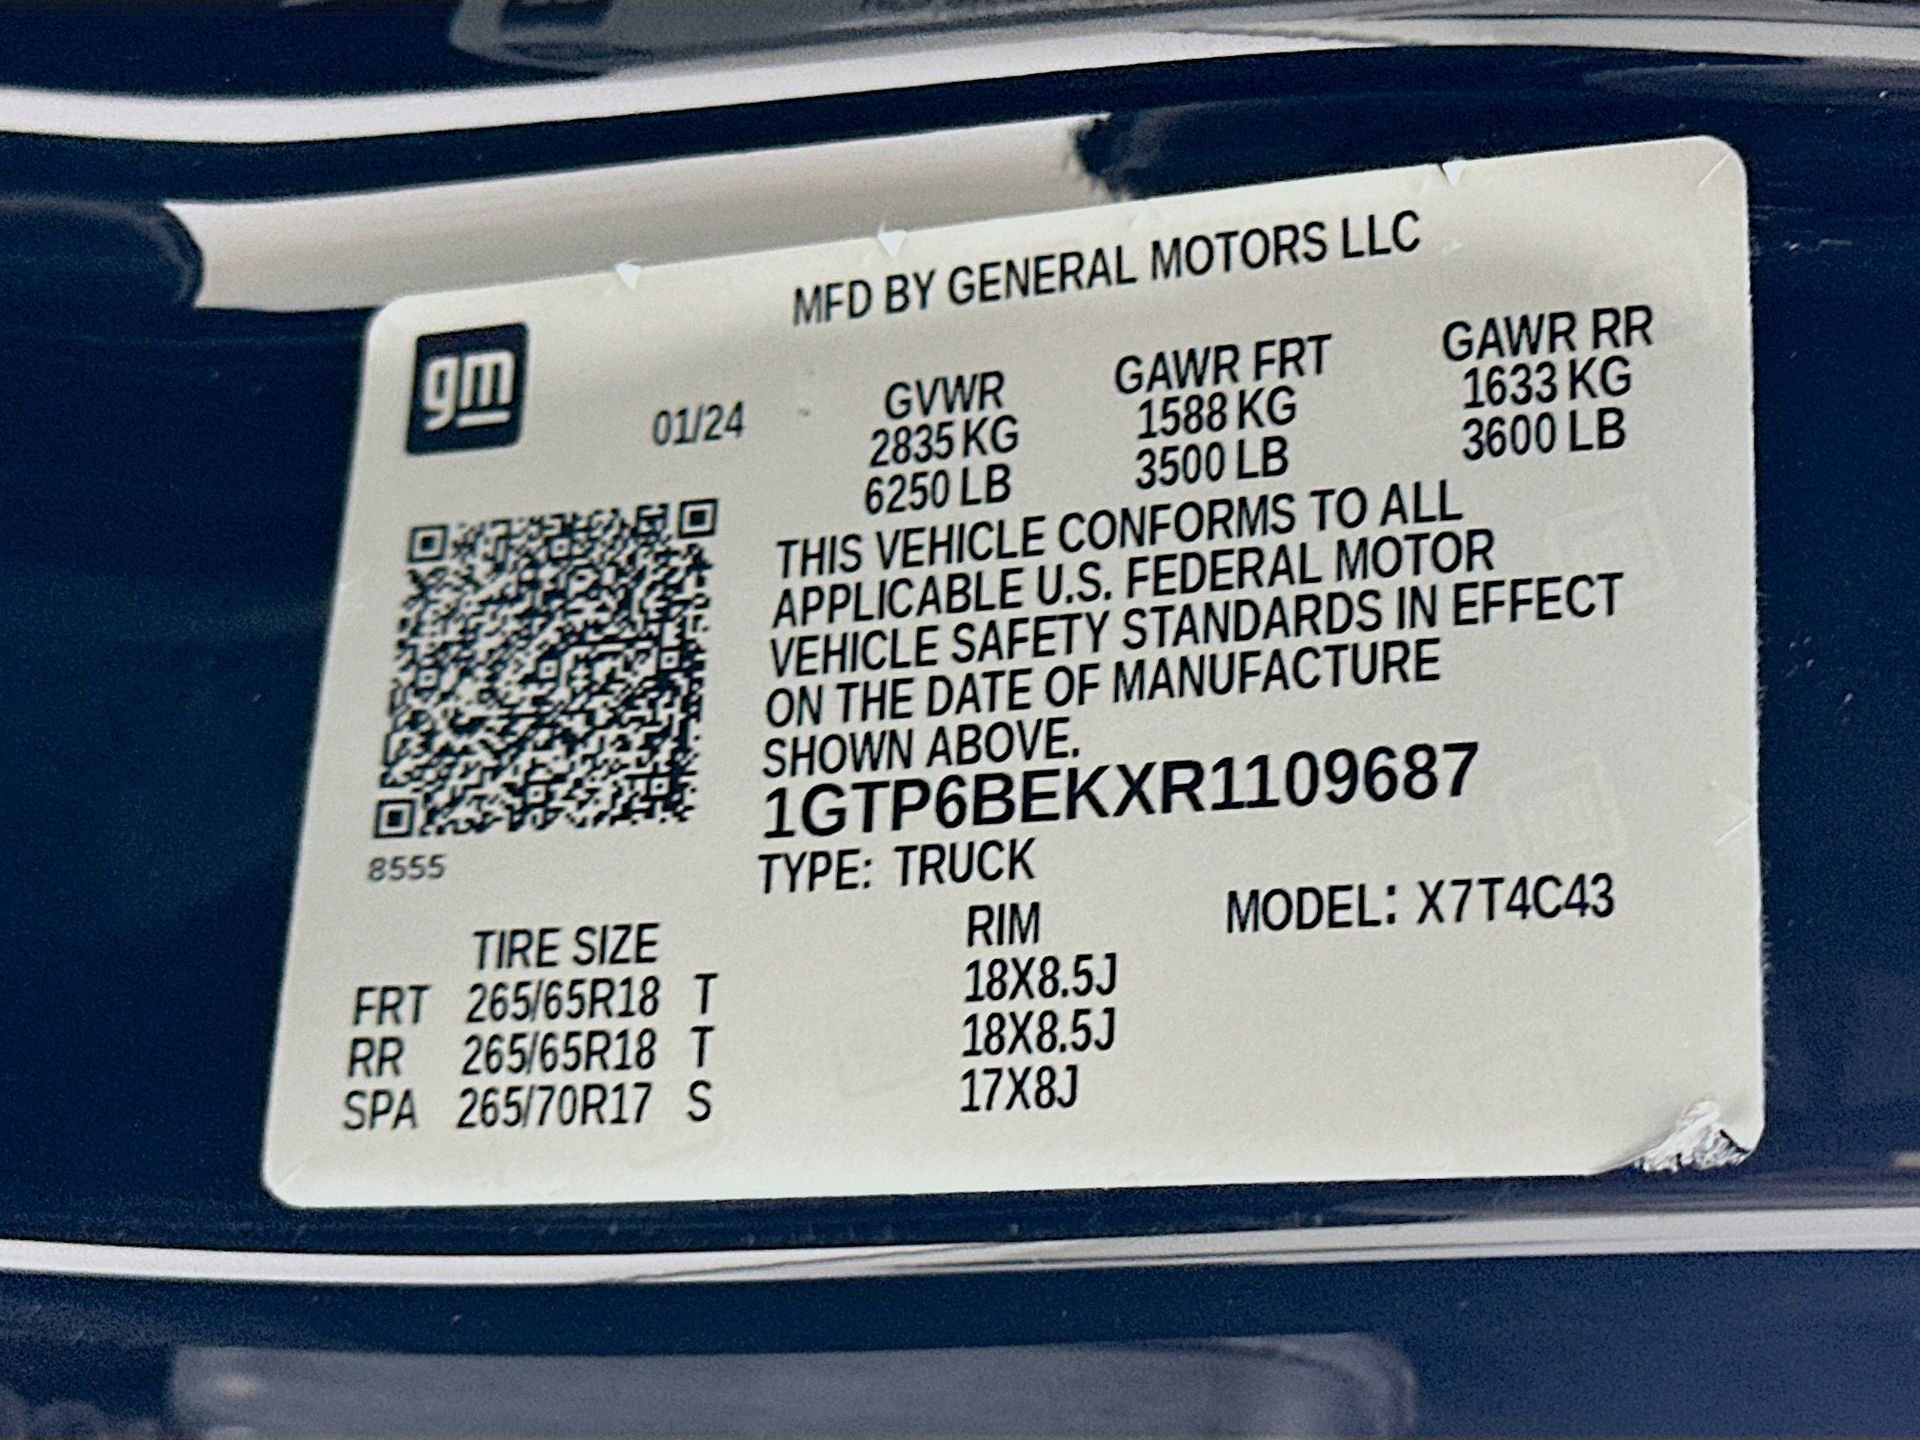 MFD BY GENERAL MOTORS LLC
gm
01/24
GVWR GAWR FRT GAWR RR
2835 KG 1588 KG 1633 KG
6250 LB 3500 LB 3600 LB
THIS VEHICLE CONFORMS TO ALL
APPLICABLE U.S. FEDERAL MOTOR
VEHICLE SAFETY STANDARDS IN EFFECT
ON THE DATE OF MANUFACTURE
SHOWN ABOVE.
1GTP6BEKXR1109687
8555
TYPE: TRUCK
MODEL: X7T4C43
TIRE SIZE RIM
FRT 265/65R18 T 18X8.5J
RR 265/65R18 T 18X8.5J
SPA 265/70R17 S 17X8J